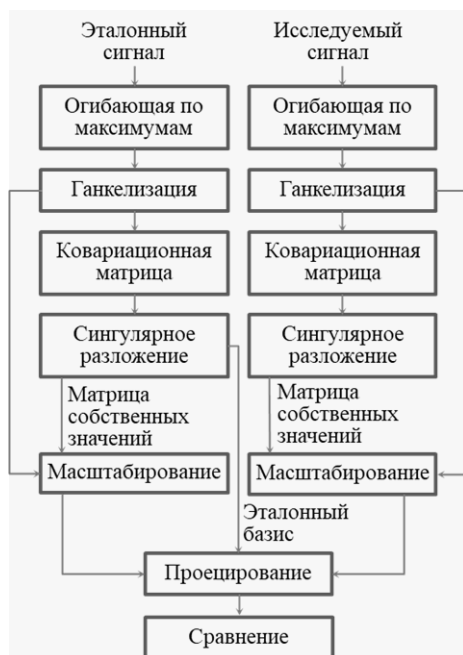 Эталонный
сигнал
Исследуемый
сигнал
Огибающая по
максимумам
Огибающая по
максимумам
Ганкелизация
Ганкелизация
Ковариационная
матрица
Ковариационная
матрица
Сингулярное
разложение
Сингулярное
разложение
Матрица
собственных
значений
Матрица
собственных
значений
Масштабирование
Масштабирование
Эталонный
базис
Проецирование
Сравнение